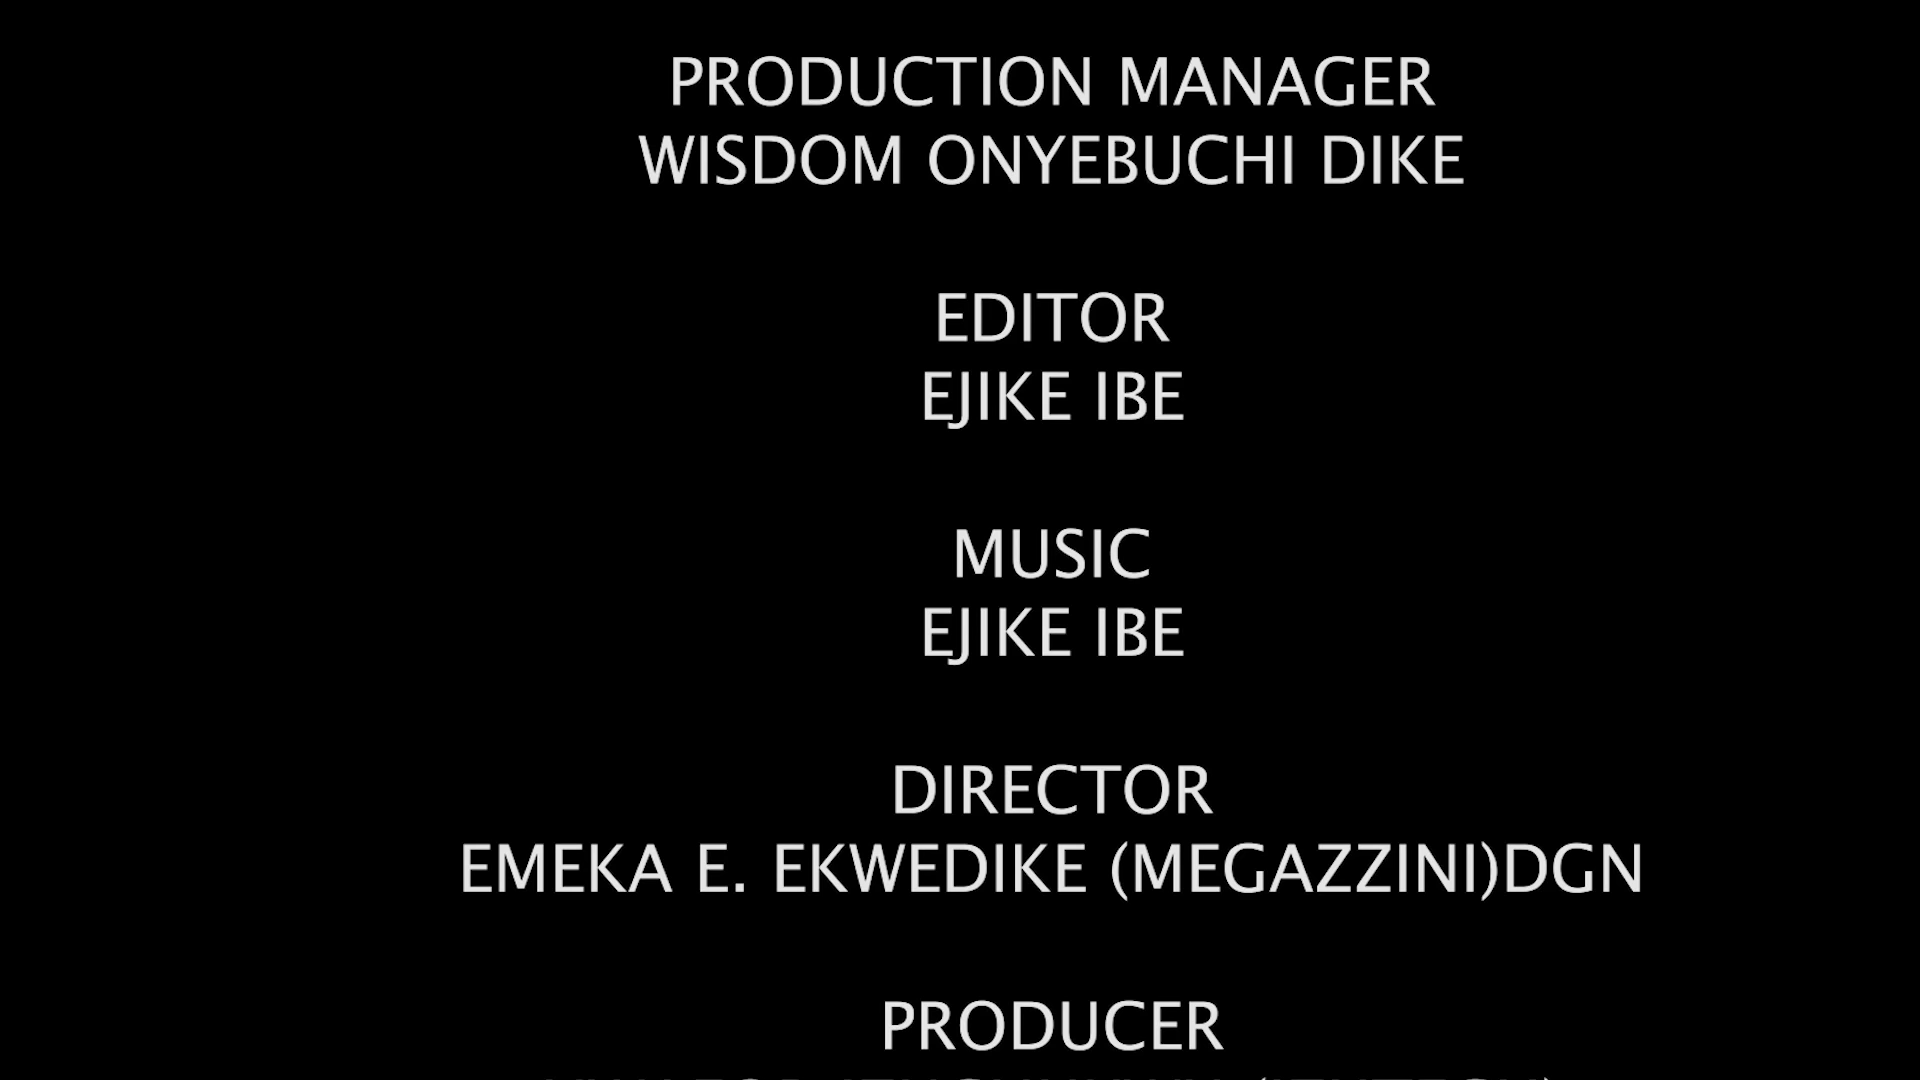 PRODUCTION MANAGER
WISDOM ONYEBUCHI DIKE
EDITOR
EJIKE IBE
MUSIC
EJIKE IBE
DIRECTOR
EMEKA E. EKWEDIKE (MEGAZZINI)DGN
PRODUCER